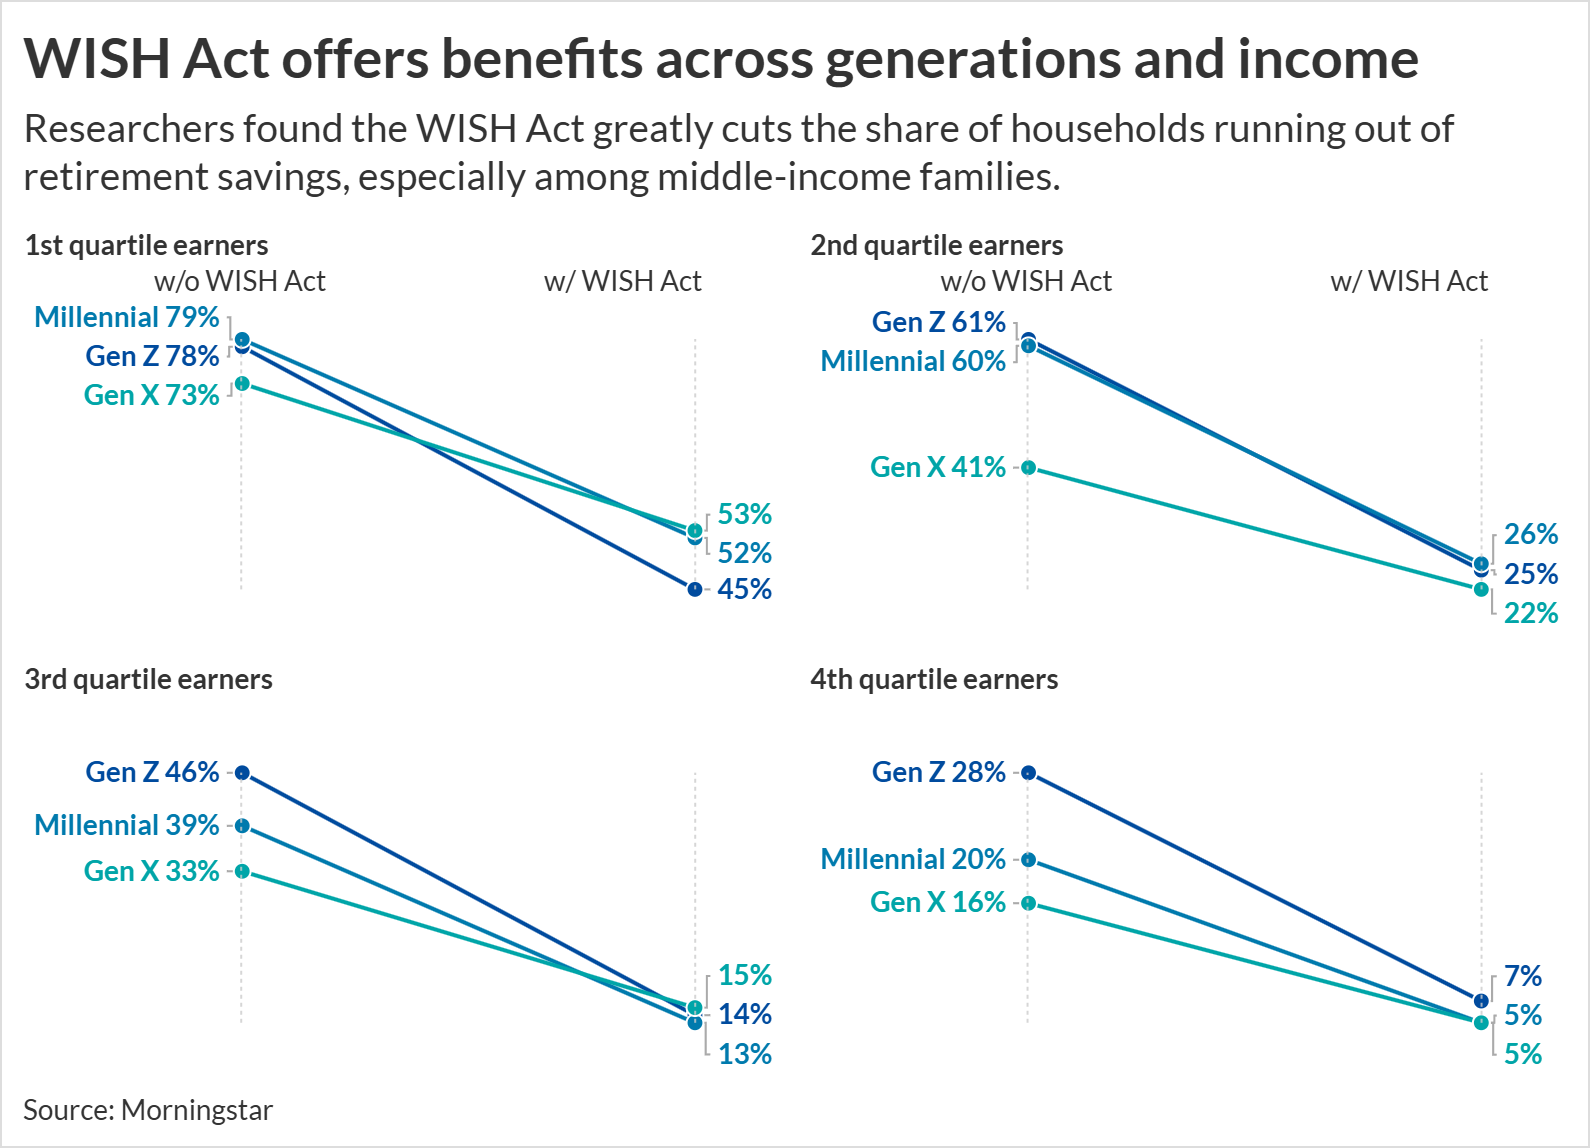 WISH Act offers benefits across generations and income
Researchers found the WISH Act greatly cuts the share of households running out of
retirement savings, especially among middle-income families.
1st quartile earners
w/o WISH Act
w/ WISH Act
Millennial 79%
Gen Z 78%
Gen X 73%
53%
52%
45%
2nd quartile earners
w/o WISH Act
w/ WISH Act
Gen Z 61%
Millennial 60%
Gen X 41%
26%
25%
22%
3rd quartile earners
Gen Z 46%
Millennial 39%
Gen X 33%
15%
14%
13%
4th quartile earners
Gen Z 28%
Millennial 20%
Gen X 16%
7%
5%
5%
Source: Morningstar